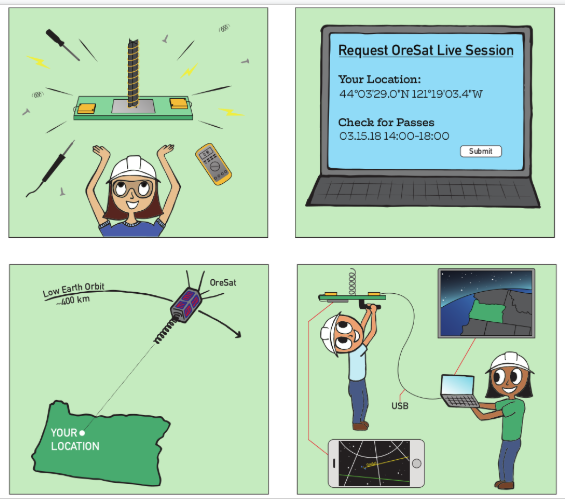 Request OreSat Live Session
Your Location:
44°03'29.0"N 121°19'03.4"W
Check for Passes
03.15.18 14:00-18:00
Submit
Low Earth Orbit
~400 km
OreSat
YOUR
LOCATION
USB